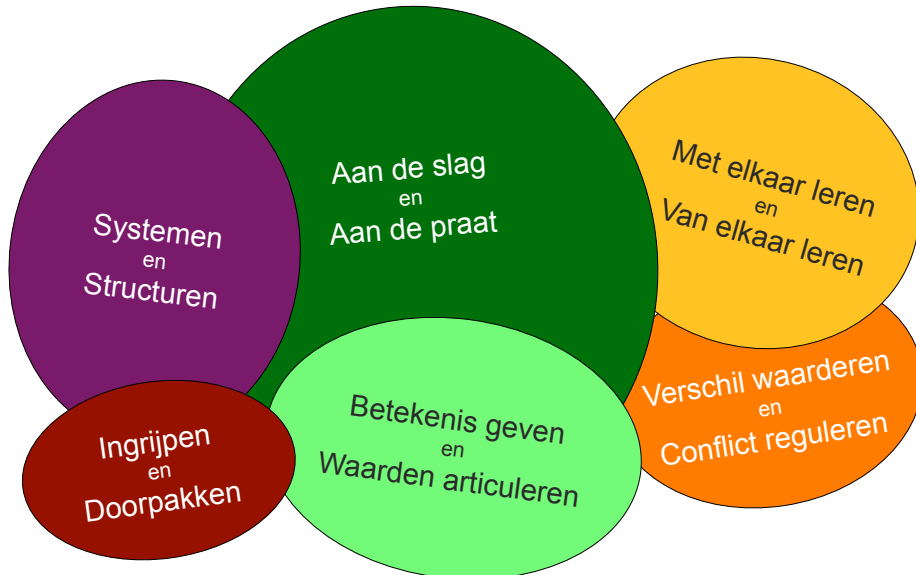 Aan de slag
en
Aan de praat
Met elkaar leren
en
Van elkaar leren
Systemen
en
Structuren
Verschil waarderen
en
Conflict reguleren
Betekenis geven
en
Waarden articuleren
Ingrijpen
en
Doorpakken